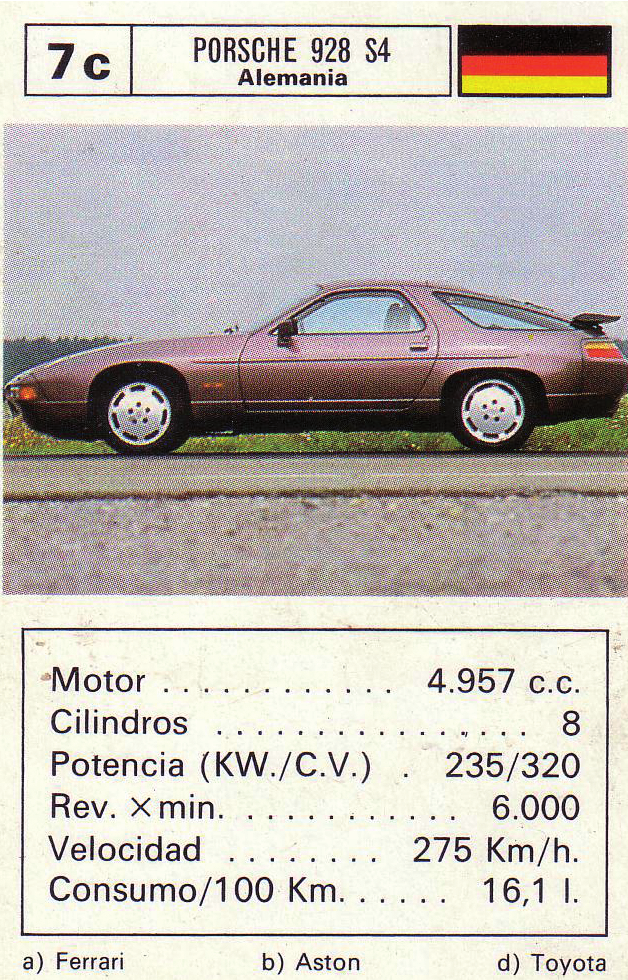 7c
PORSCHE 928 S4
Alemania
Motor . . . . . . . . . . . . 4.957 c.c.
Cilindros . . . . . . . . . . . . . . . . 8
Potencia (KW./C.V.) . 235/320
Rev. × min. . . . . . . . . . . . 6.000
Velocidad . . . . . . . . 275 Km/h.
Consumo/100 Km. . . . . . 16,1 l.
a) Ferrari b) Aston d) Toyota